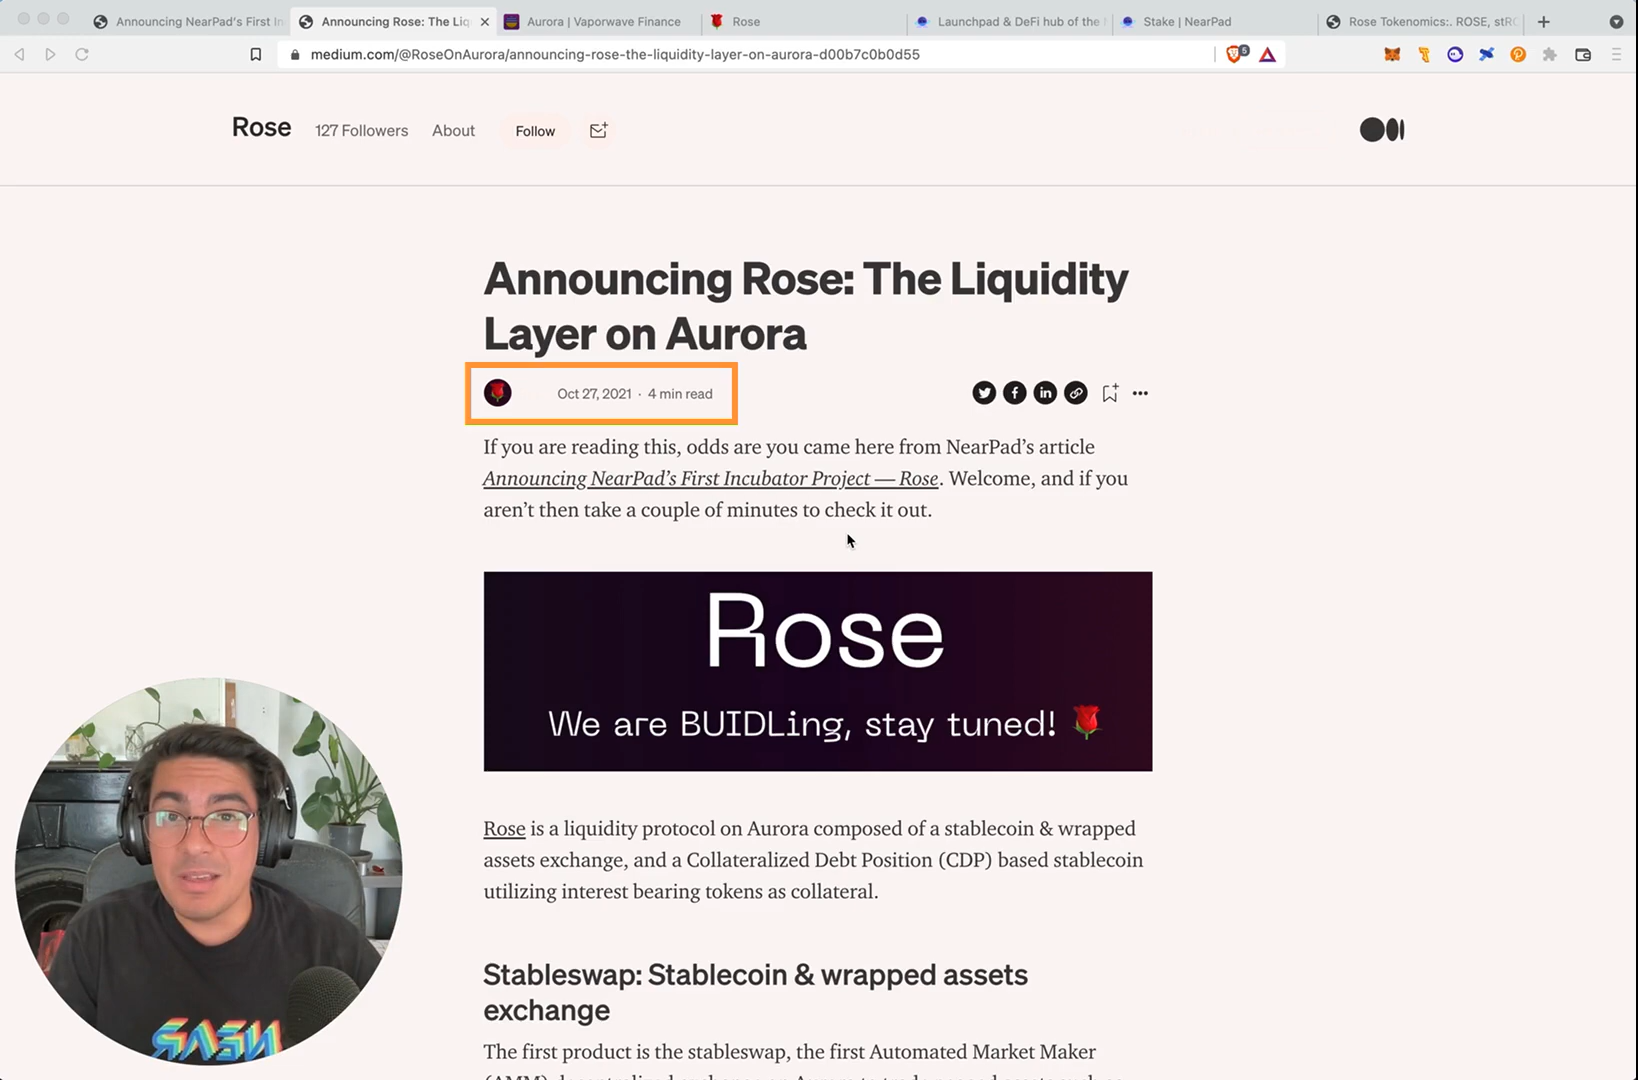 Announcing NearPad's First In
Announcing Rose: The Liq
Aurora | Vaporwave Finance
Rose
Launchpad & DeFi hub of the
Stake | NearPad
Rose Tokenomics:. ROSE, stRO
medium.com/@RoseOnAurora/announcing-rose-the-liquidity-layer-on-aurora-d00b7c0b0d55
5
Rose 127 Followers About Follow
Announcing Rose: The Liquidity
Layer on Aurora
Oct 27, 2021 · 4 min read
If you are reading this, odds are you came here from NearPad's article
Announcing NearPad's First Incubator Project — Rose. Welcome, and if you
aren't then take a couple of minutes to check it out.
Rose
We are BUIDLing, stay tuned!
Rose is a liquidity protocol on Aurora composed of a stablecoin & wrapped
assets exchange, and a Collateralized Debt Position (CDP) based stablecoin
utilizing interest bearing tokens as collateral.
Stableswap: Stablecoin & wrapped assets
exchange
The first product is the stableswap, the first Automated Market Maker